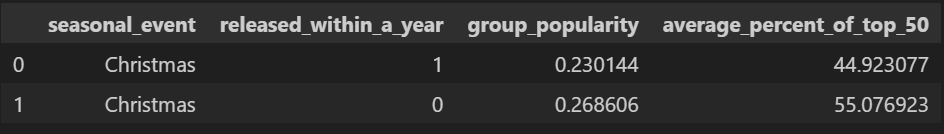 seasonal_event released_within_a_year group_popularity average_percent_of_top_50
0 Christmas 1 0.230144 44.923077
1 Christmas 0 0.268606 55.076923